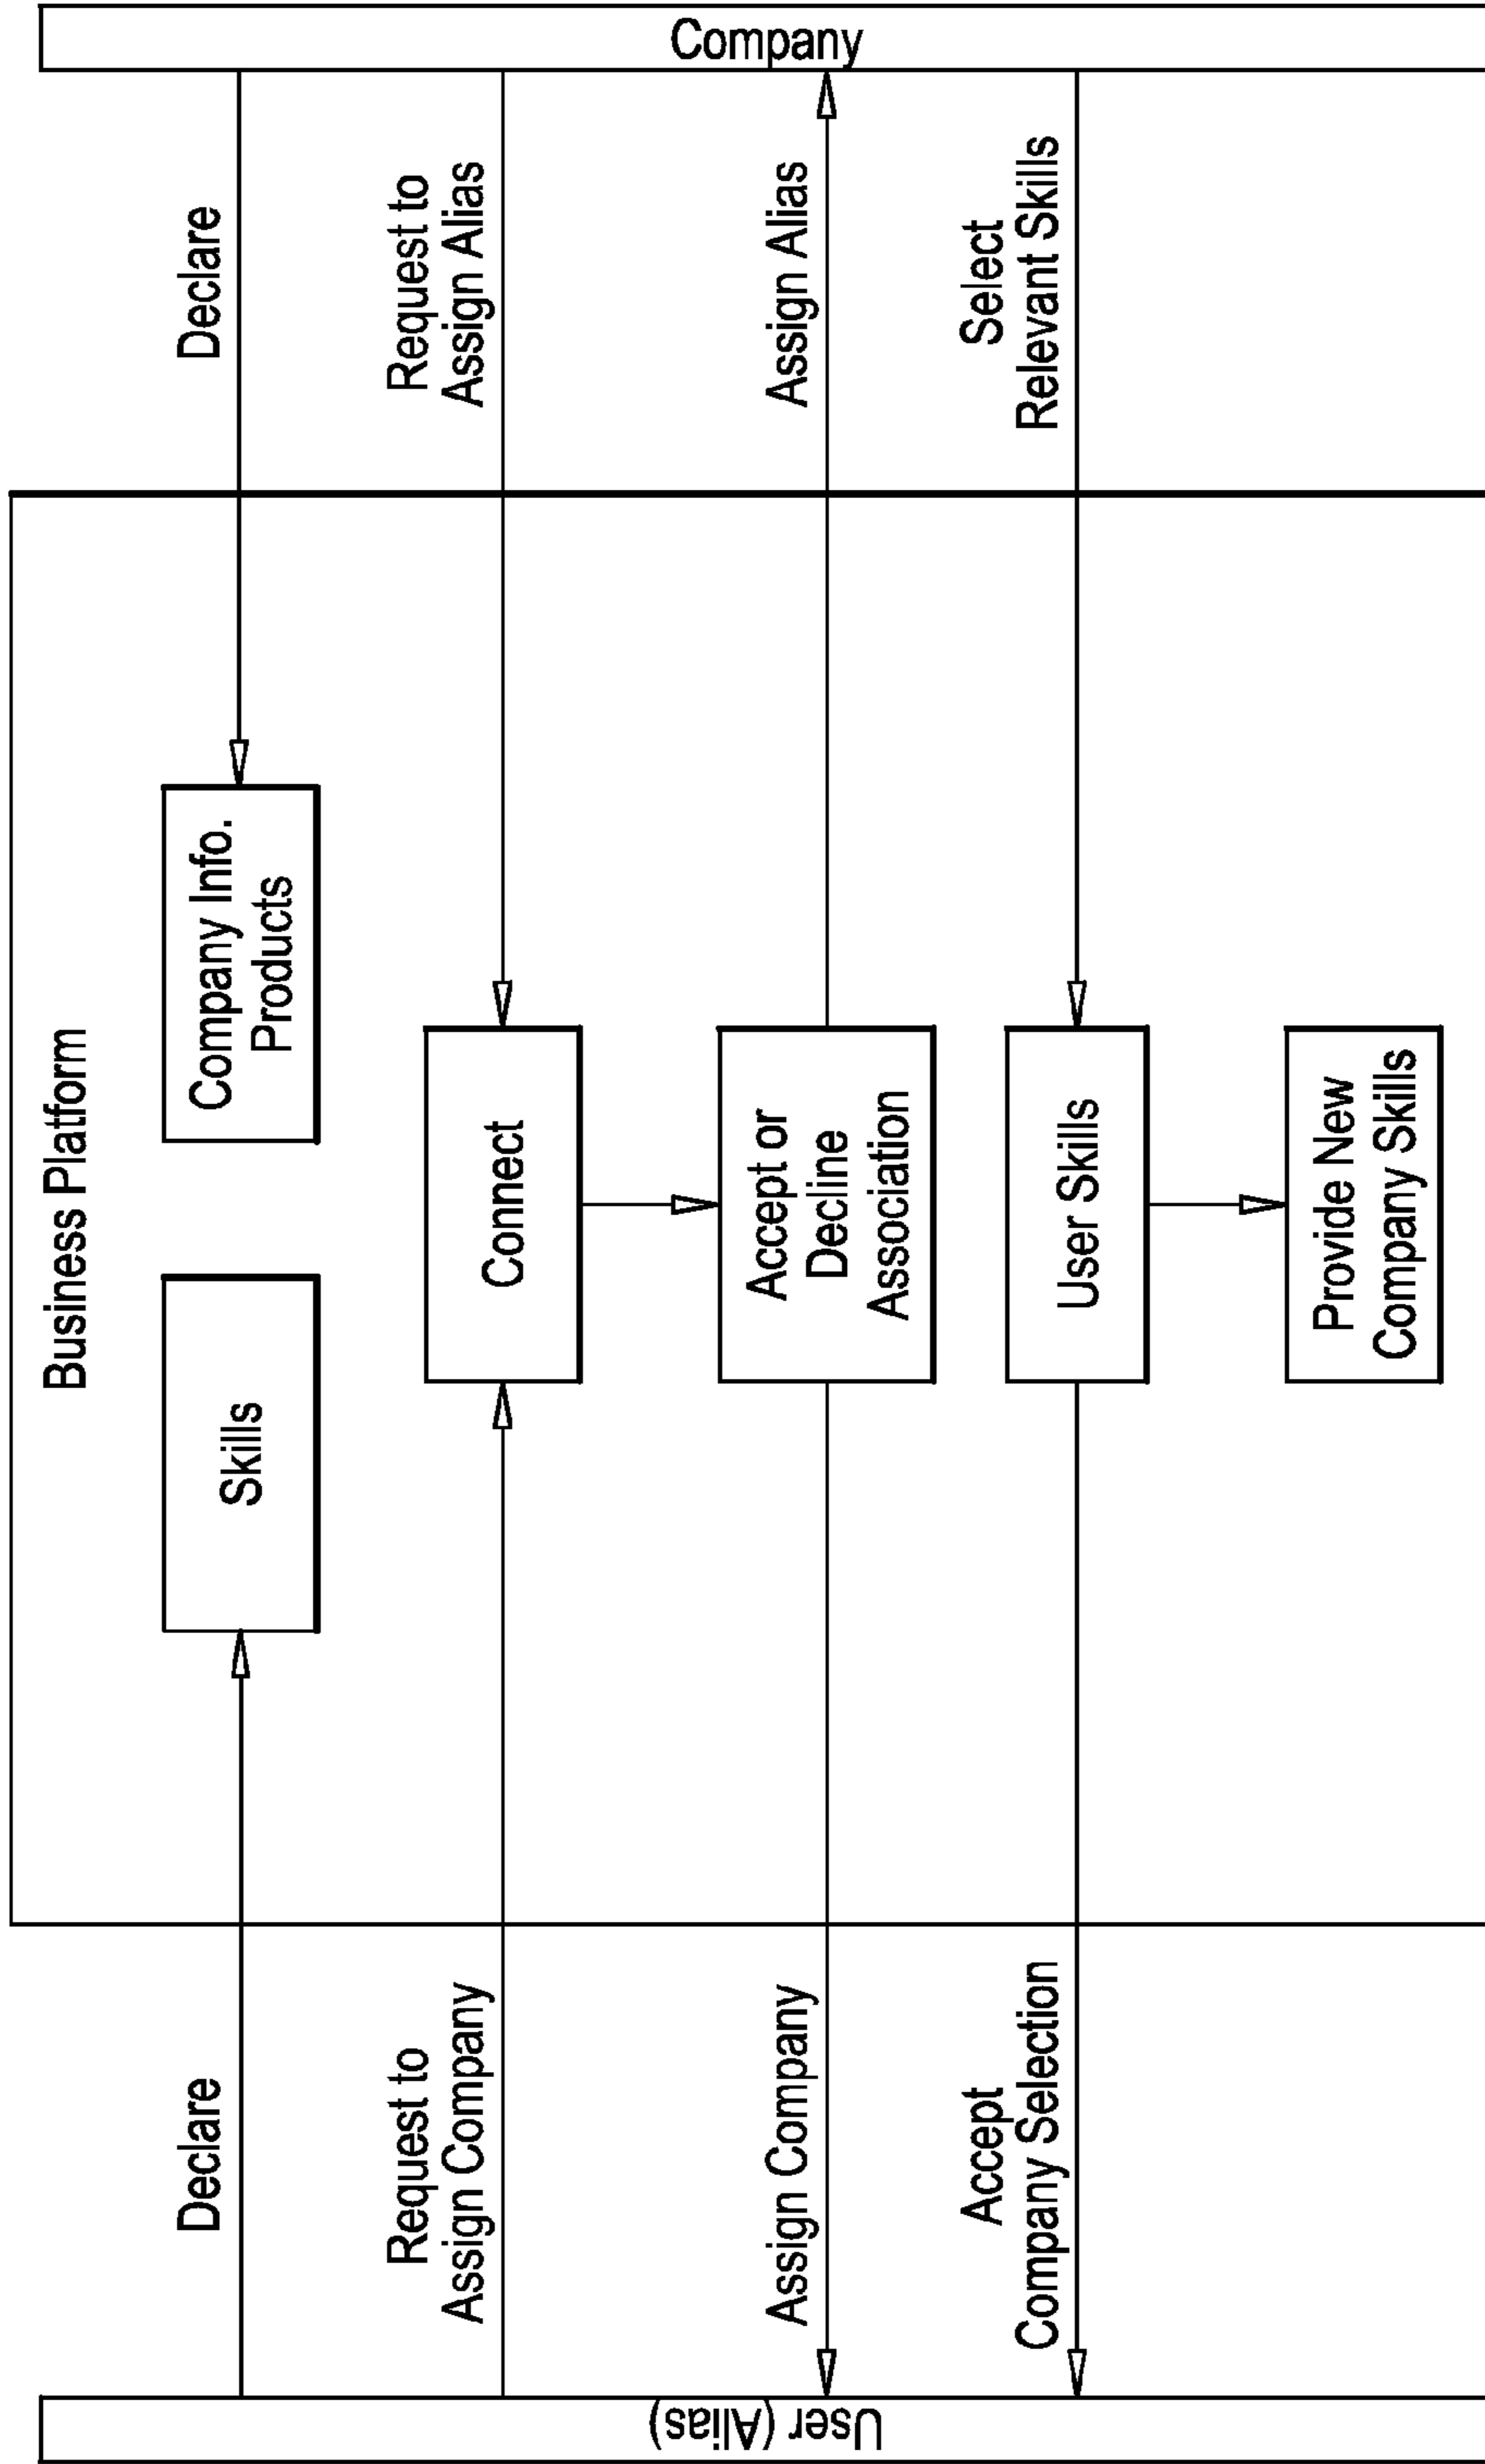 Business Platform
User (Alias)
Company
Declare
Skills
Company Info.
Products
Declare
Request to
Assign Company
Connect
Request to
Assign Alias
Assign Company
Accept or
Decline
Association
Assign Alias
Accept
Company Selection
User Skills
Select
Relevant Skills
Provide New
Company Skills